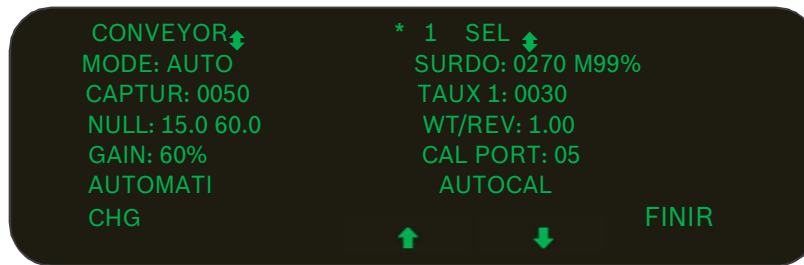 CONVEYOR * 1 SEL
MODE: AUTO SURDO: 0270 M99%
CAPTUR: 0050 TAUX 1: 0030
NULL: 15.0 60.0 WT/REV: 1.00
GAIN: 60% CAL PORT: 05
AUTOMATI AUTOCAL
CHG FINIR